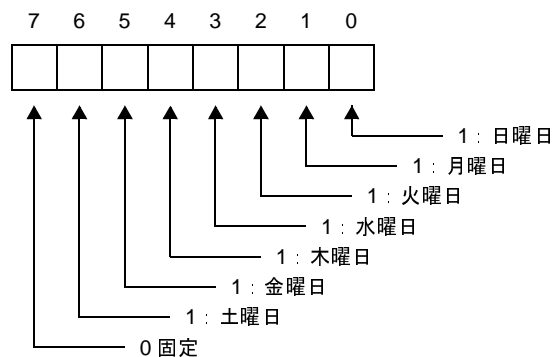 7 6 5 4 3 2 1 0
1 : 日曜日
1 : 月曜日
1 : 火曜日
1 : 水曜日
1 : 木曜日
1 : 金曜日
1 : 土曜日
0 固定